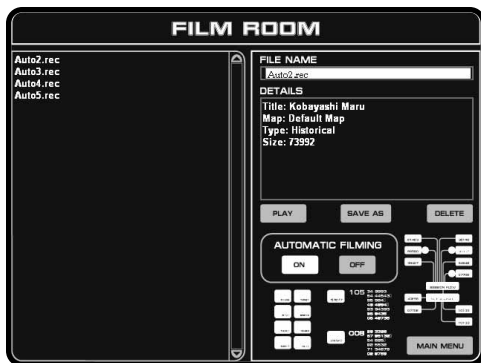 FILM ROOM
Auto2.rec
Auto3.rec
Auto4.rec
Auto5.rec
FILE NAME
Auto2.rec
DETAILS
Title: Kobayashi Maru
Map: Default Map
Type: Historical
Size: 73992
PLAY SAVE AS DELETE
AUTOMATIC FILMING
ON OFF
105
008
MAIN MENU